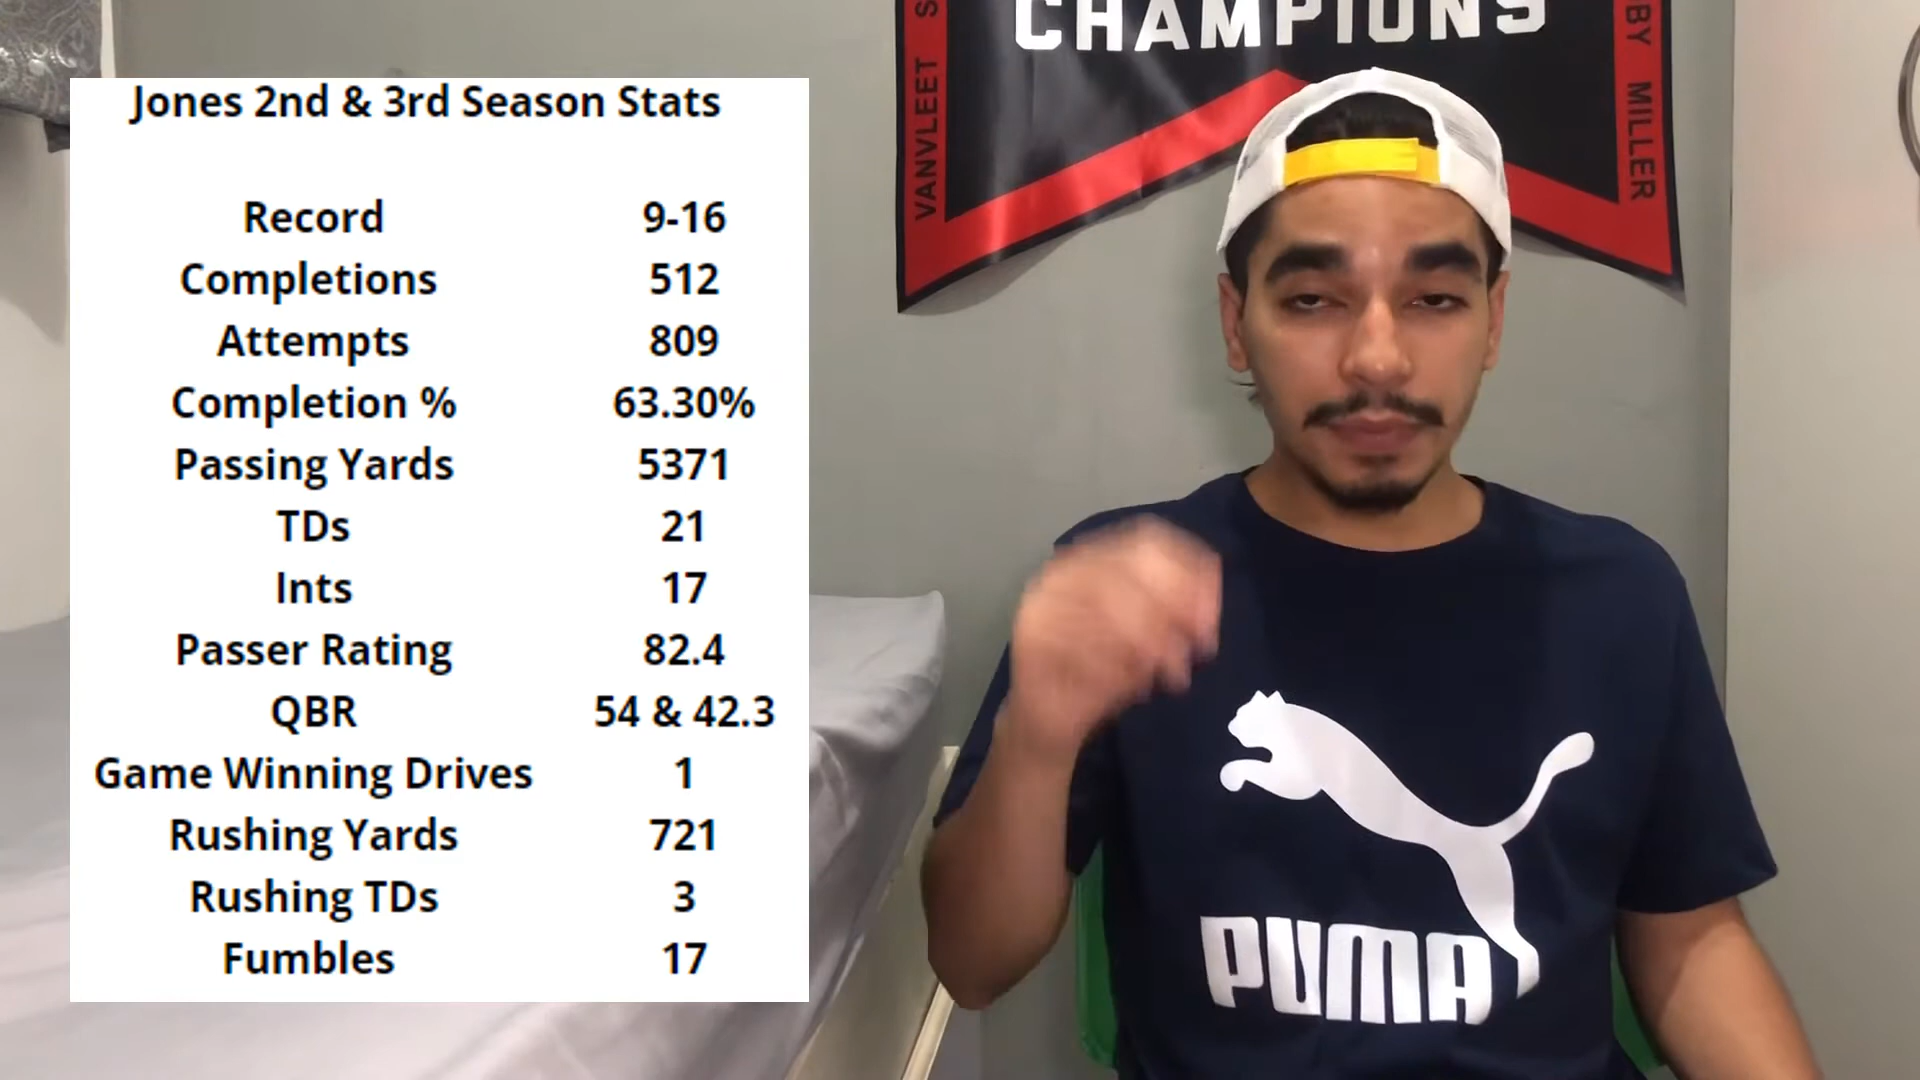 Jones 2nd & 3rd Season Stats
Record 9-16
Completions 512
Attempts 809
Completion % 63.30%
Passing Yards 5371
TDs 21
Ints 17
Passer Rating 82.4
QBR 54 & 42.3
Game Winning Drives 1
Rushing Yards 721
Rushing TDs 3
Fumbles 17
CHAMPIONS
VANVLEET S
BY MILLER
PUMA